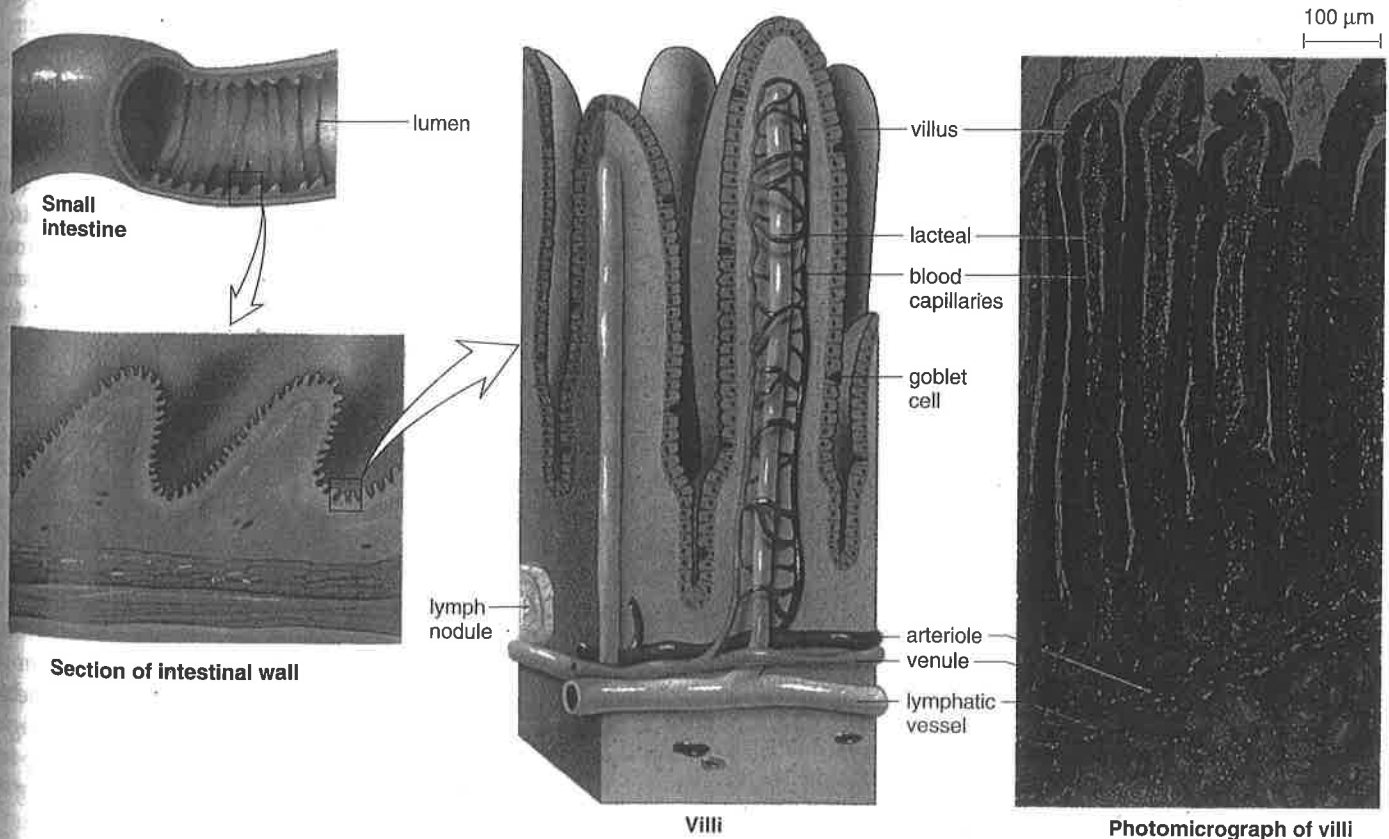 100 µm
lumen
Small
intestine
villus
lacteal
blood
capillaries
goblet
cell
lymph
nodule
arteriole
venule
lymphatic
vessel
Section of intestinal wall
Villi
Photomicrograph of villi